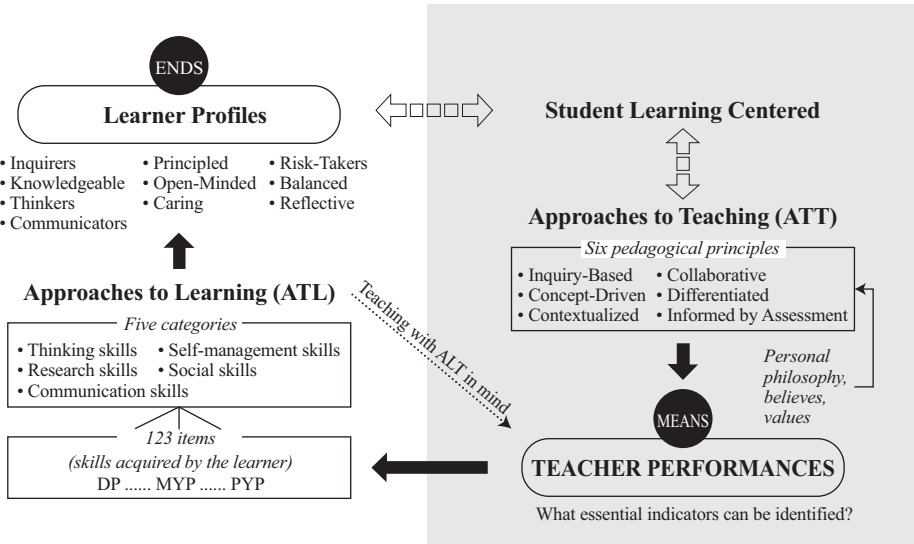 ENDS
Learner Profiles
• Inquirers
• Knowledgeable
• Thinkers
• Communicators
• Principled
• Open-Minded
• Caring
• Risk-Takers
• Balanced
• Reflective
Approaches to Learning (ATL)
Five categories
• Thinking skills • Self-management skills
• Research skills • Social skills
• Communication skills
123 items
(skills acquired by the learner)
DP ...... MYP ...... PYP
Teaching with ALT in mind
Student Learning Centered
Approaches to Teaching (ATT)
Six pedagogical principles
• Inquiry-Based • Collaborative
• Concept-Driven • Differentiated
• Contextualized • Informed by Assessment
Personal
philosophy,
believes,
values
MEANS
TEACHER PERFORMANCES
What essential indicators can be identified?